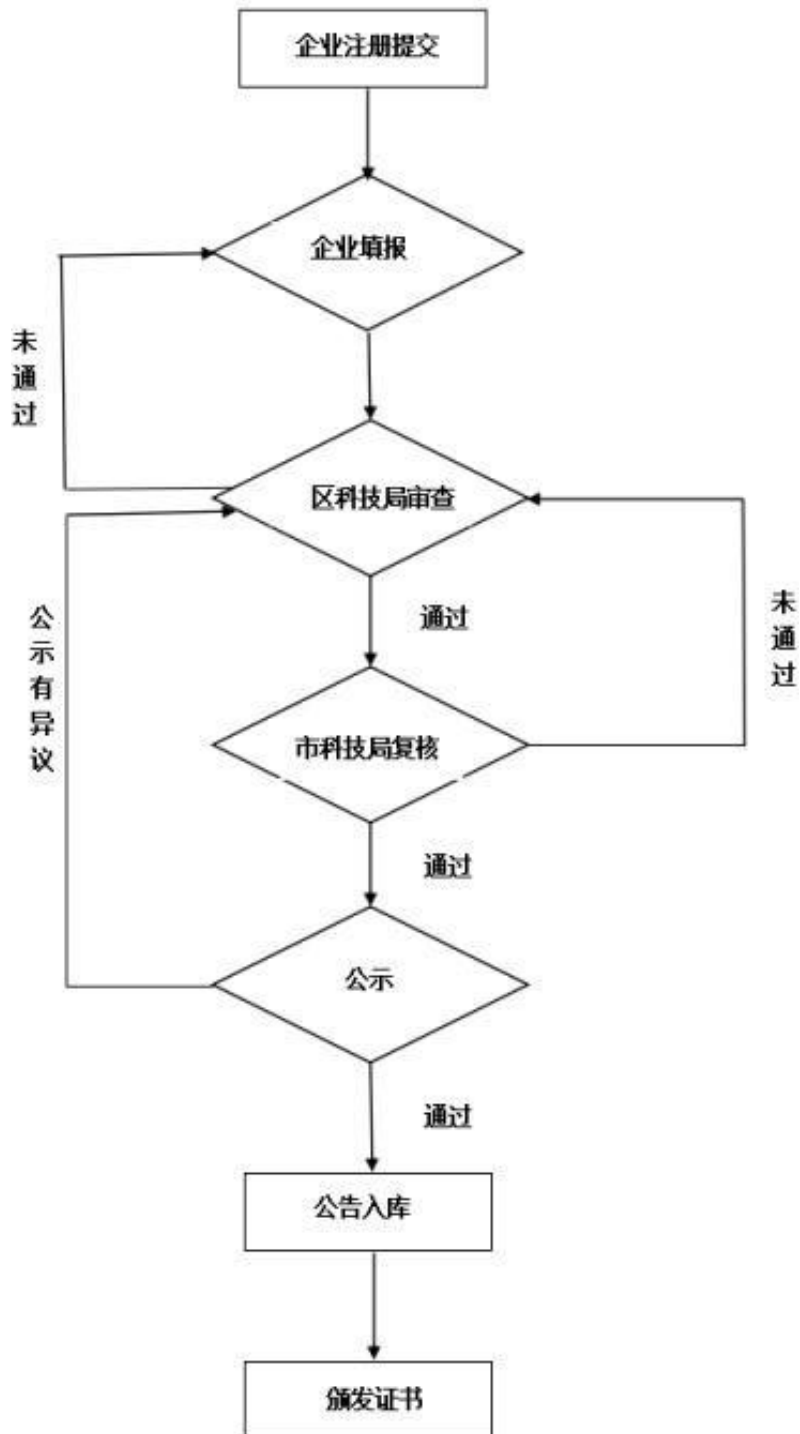 企业注册提交
企业填报
未通过
区科技局审查
通过
公示有异议
未通过
市科技局复核
通过
公示
通过
公告入库
颁发证书